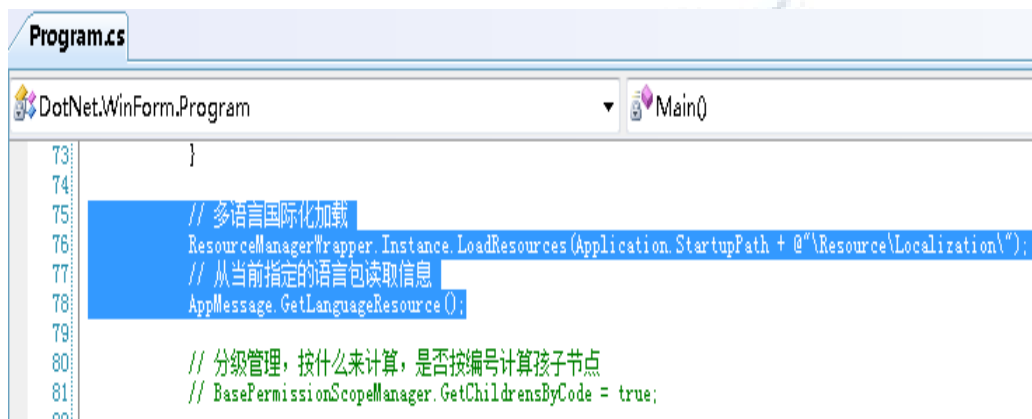 Program.cs
DotNet.WinForm.Program Main()
73 }
74
75 // 多语言国际化加载
76 ResourceManagerWrapper.Instance.LoadResources(Application.StartupPath + @"\Resource\Localization\");
77 // 从当前指定的语言包读取信息
78 AppMessage.GetLanguageResource();
79
80 // 分级管理，按什么来计算，是否按编号计算孩子节点
81 // BasePermissionScopeManager.GetChildrensByCode = true;